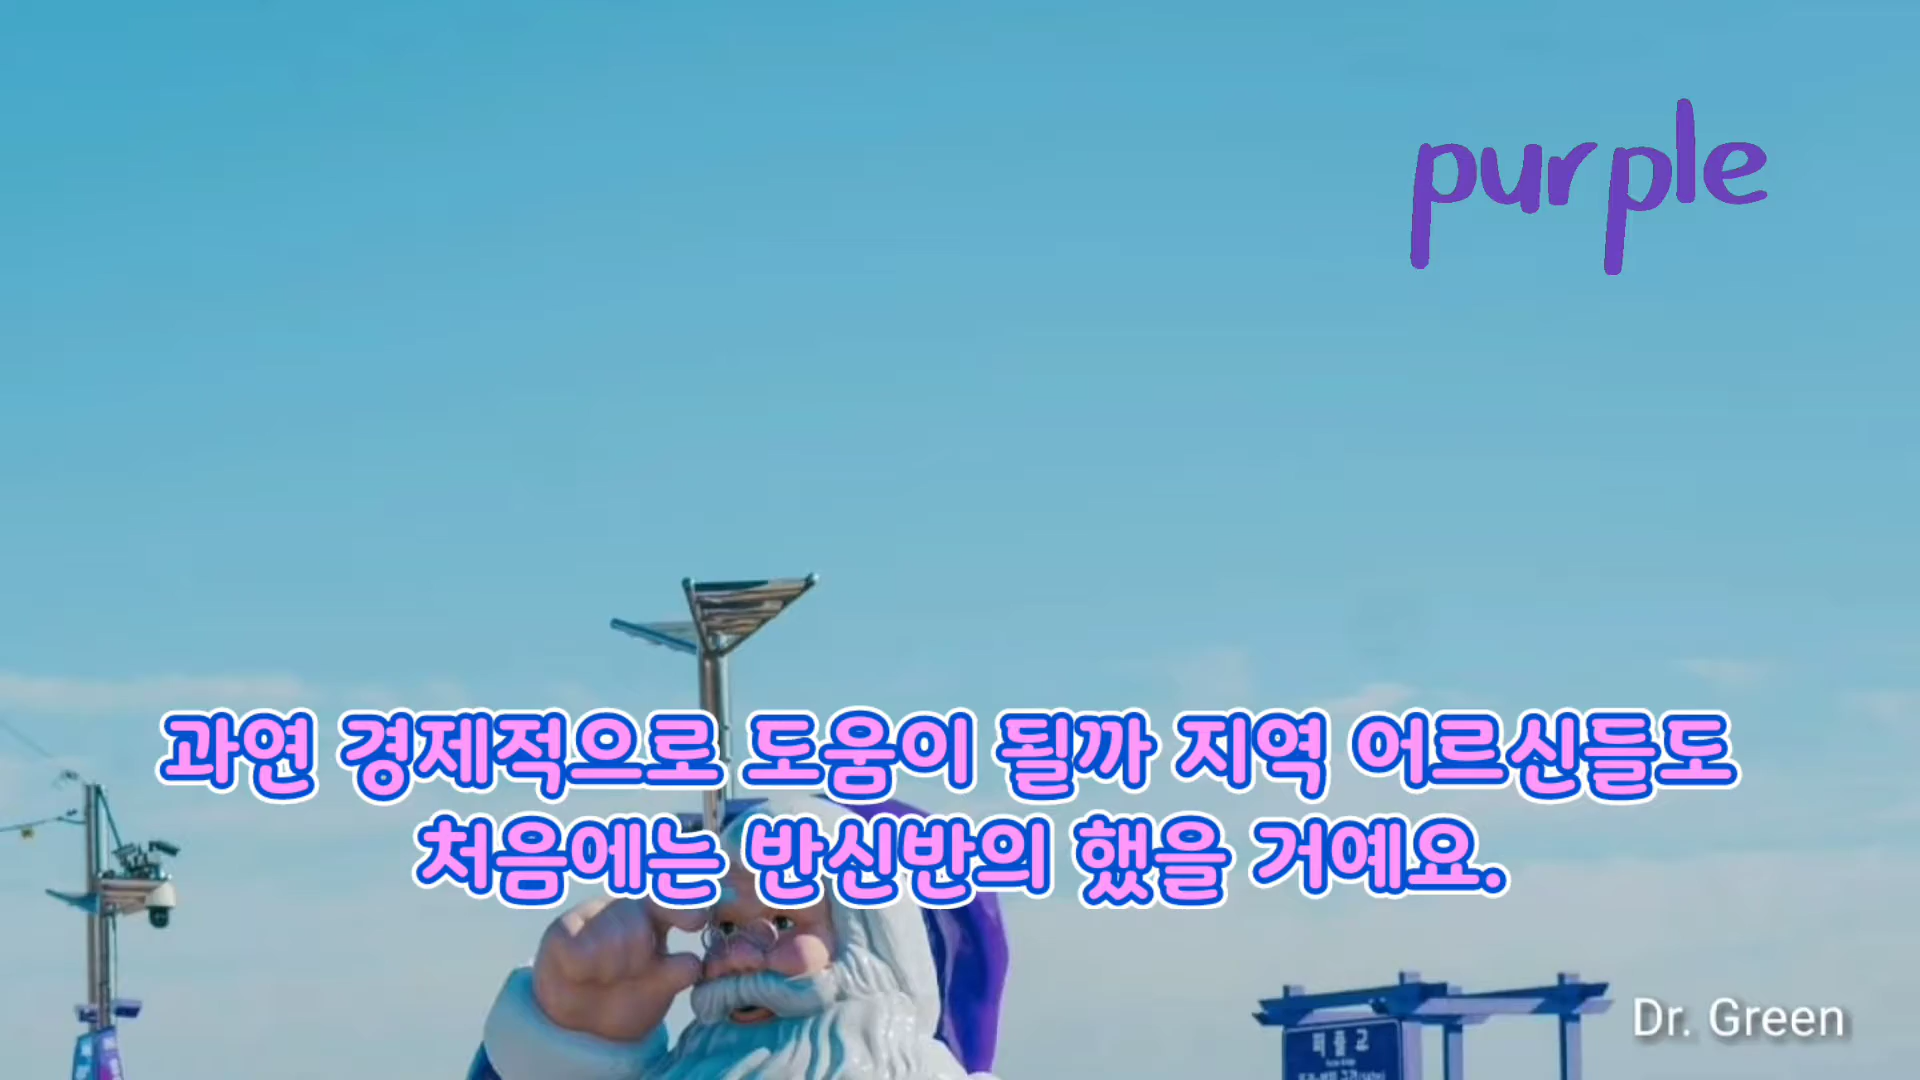 purple
과연 경제적으로 도움이 될까 지역 어르신들도
처음에는 반신반의 했을 거예요.
Dr. Green